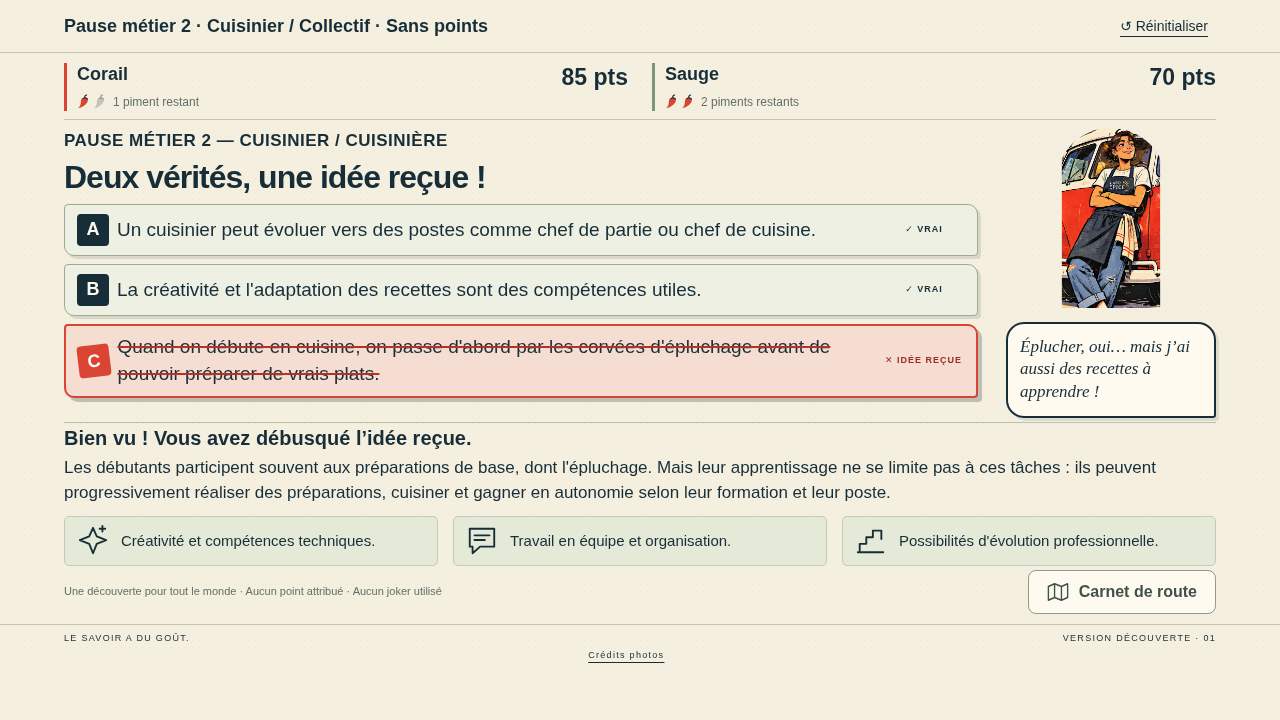 Pause métier 2 · Cuisinier / Collectif · Sans points
↺ Réinitialiser
Corail
85 pts
1 piment restant
Sauge
70 pts
2 piments restants
PAUSE MÉTIER 2 — CUISINIER / CUISINIÈRE
Deux vérités, une idée reçue !
A Un cuisinier peut évoluer vers des postes comme chef de partie ou chef de cuisine. ✓ VRAI
B La créativité et l'adaptation des recettes sont des compétences utiles. ✓ VRAI
C Quand on débute en cuisine, on passe d'abord par les corvées d'épluchage avant de
pouvoir préparer de vrais plats.
✕ IDÉE REÇUE
Éplucher, oui… mais j’ai
aussi des recettes à
apprendre !
Bien vu ! Vous avez débusqué l’idée reçue.
Les débutants participent souvent aux préparations de base, dont l'épluchage. Mais leur apprentissage ne se limite pas à ces tâches : ils peuvent
progressivement réaliser des préparations, cuisiner et gagner en autonomie selon leur formation et leur poste.
Créativité et compétences techniques.
Travail en équipe et organisation.
Possibilités d'évolution professionnelle.
Une découverte pour tout le monde · Aucun point attribué · Aucun joker utilisé
Carnet de route
LE SAVOIR A DU GOÛT.
VERSION DÉCOUVERTE · 01
Crédits photos